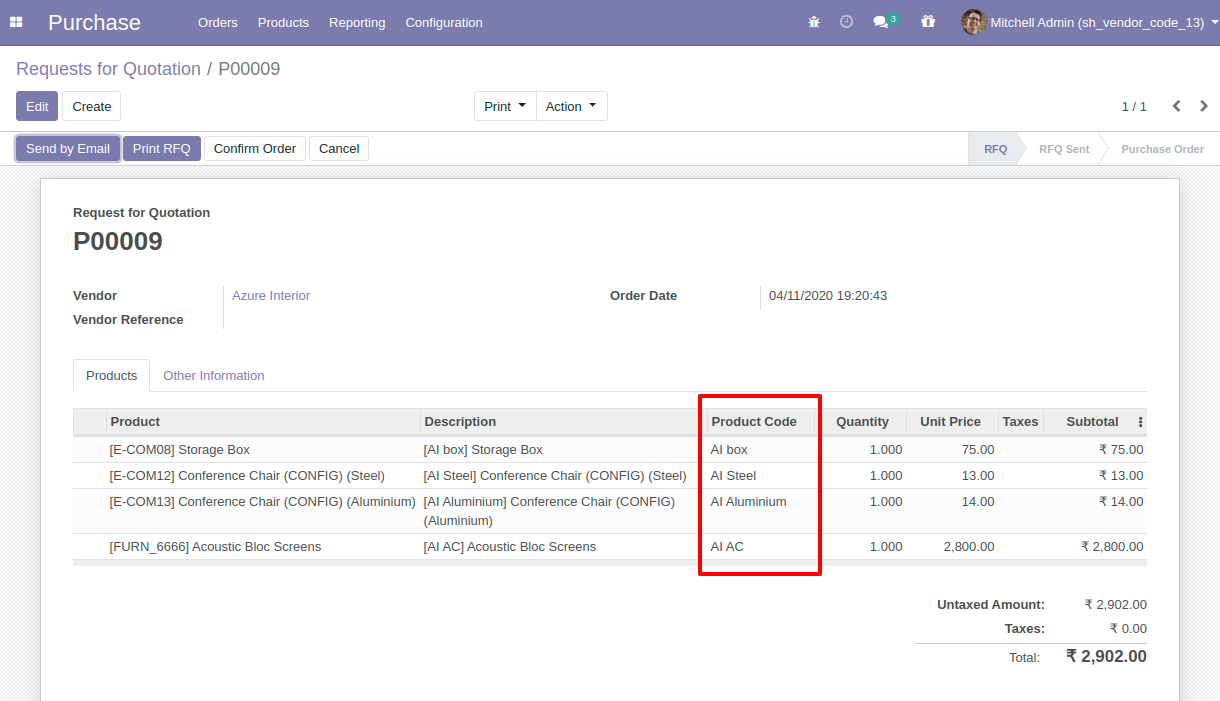 Purchase Orders Products Reporting Configuration 3 Mitchell Admin (sh_vendor_code_13)
Requests for Quotation / P00009
Edit Create Print Action 1 / 1
Send by Email Print RFQ Confirm Order Cancel RFQ RFQ Sent Purchase Order
Request for Quotation
P00009
Vendor Azure Interior Order Date 04/11/2020 19:20:43
Vendor Reference
Products Other Information
Product Description Product Code Quantity Unit Price Taxes Subtotal
[E-COM08] Storage Box [AI box] Storage Box AI box 1.000 75.00 ₹ 75.00
[E-COM12] Conference Chair (CONFIG) (Steel) [AI Steel] Conference Chair (CONFIG) (Steel) AI Steel 1.000 13.00 ₹ 13.00
[E-COM13] Conference Chair (CONFIG) (Aluminium) [AI Aluminium] Conference Chair (CONFIG) AI Aluminium 1.000 14.00 ₹ 14.00
(Aluminium)
[FURN_6666] Acoustic Bloc Screens [AI AC] Acoustic Bloc Screens AI AC 1.000 2,800.00 ₹ 2,800.00
Untaxed Amount: ₹ 2,902.00
Taxes: ₹ 0.00
Total: ₹ 2,902.00